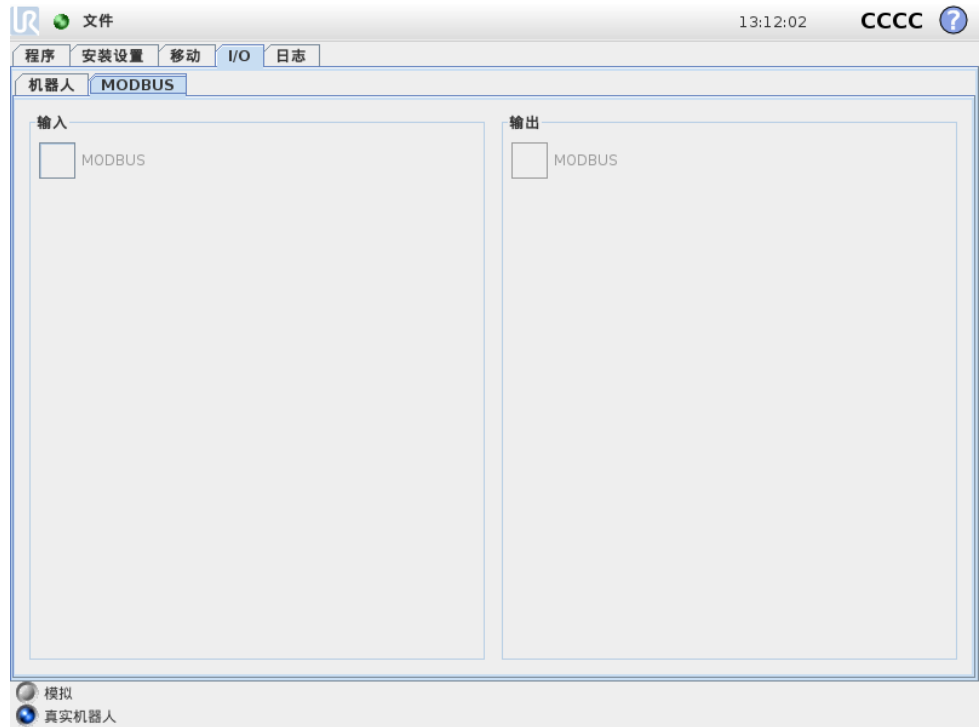 UR 文件 13:12:02 CCCC ?
程序 安装设置 移动 I/O 日志
机器人 MODBUS
输入 输出
MODBUS MODBUS
模拟
真实机器人